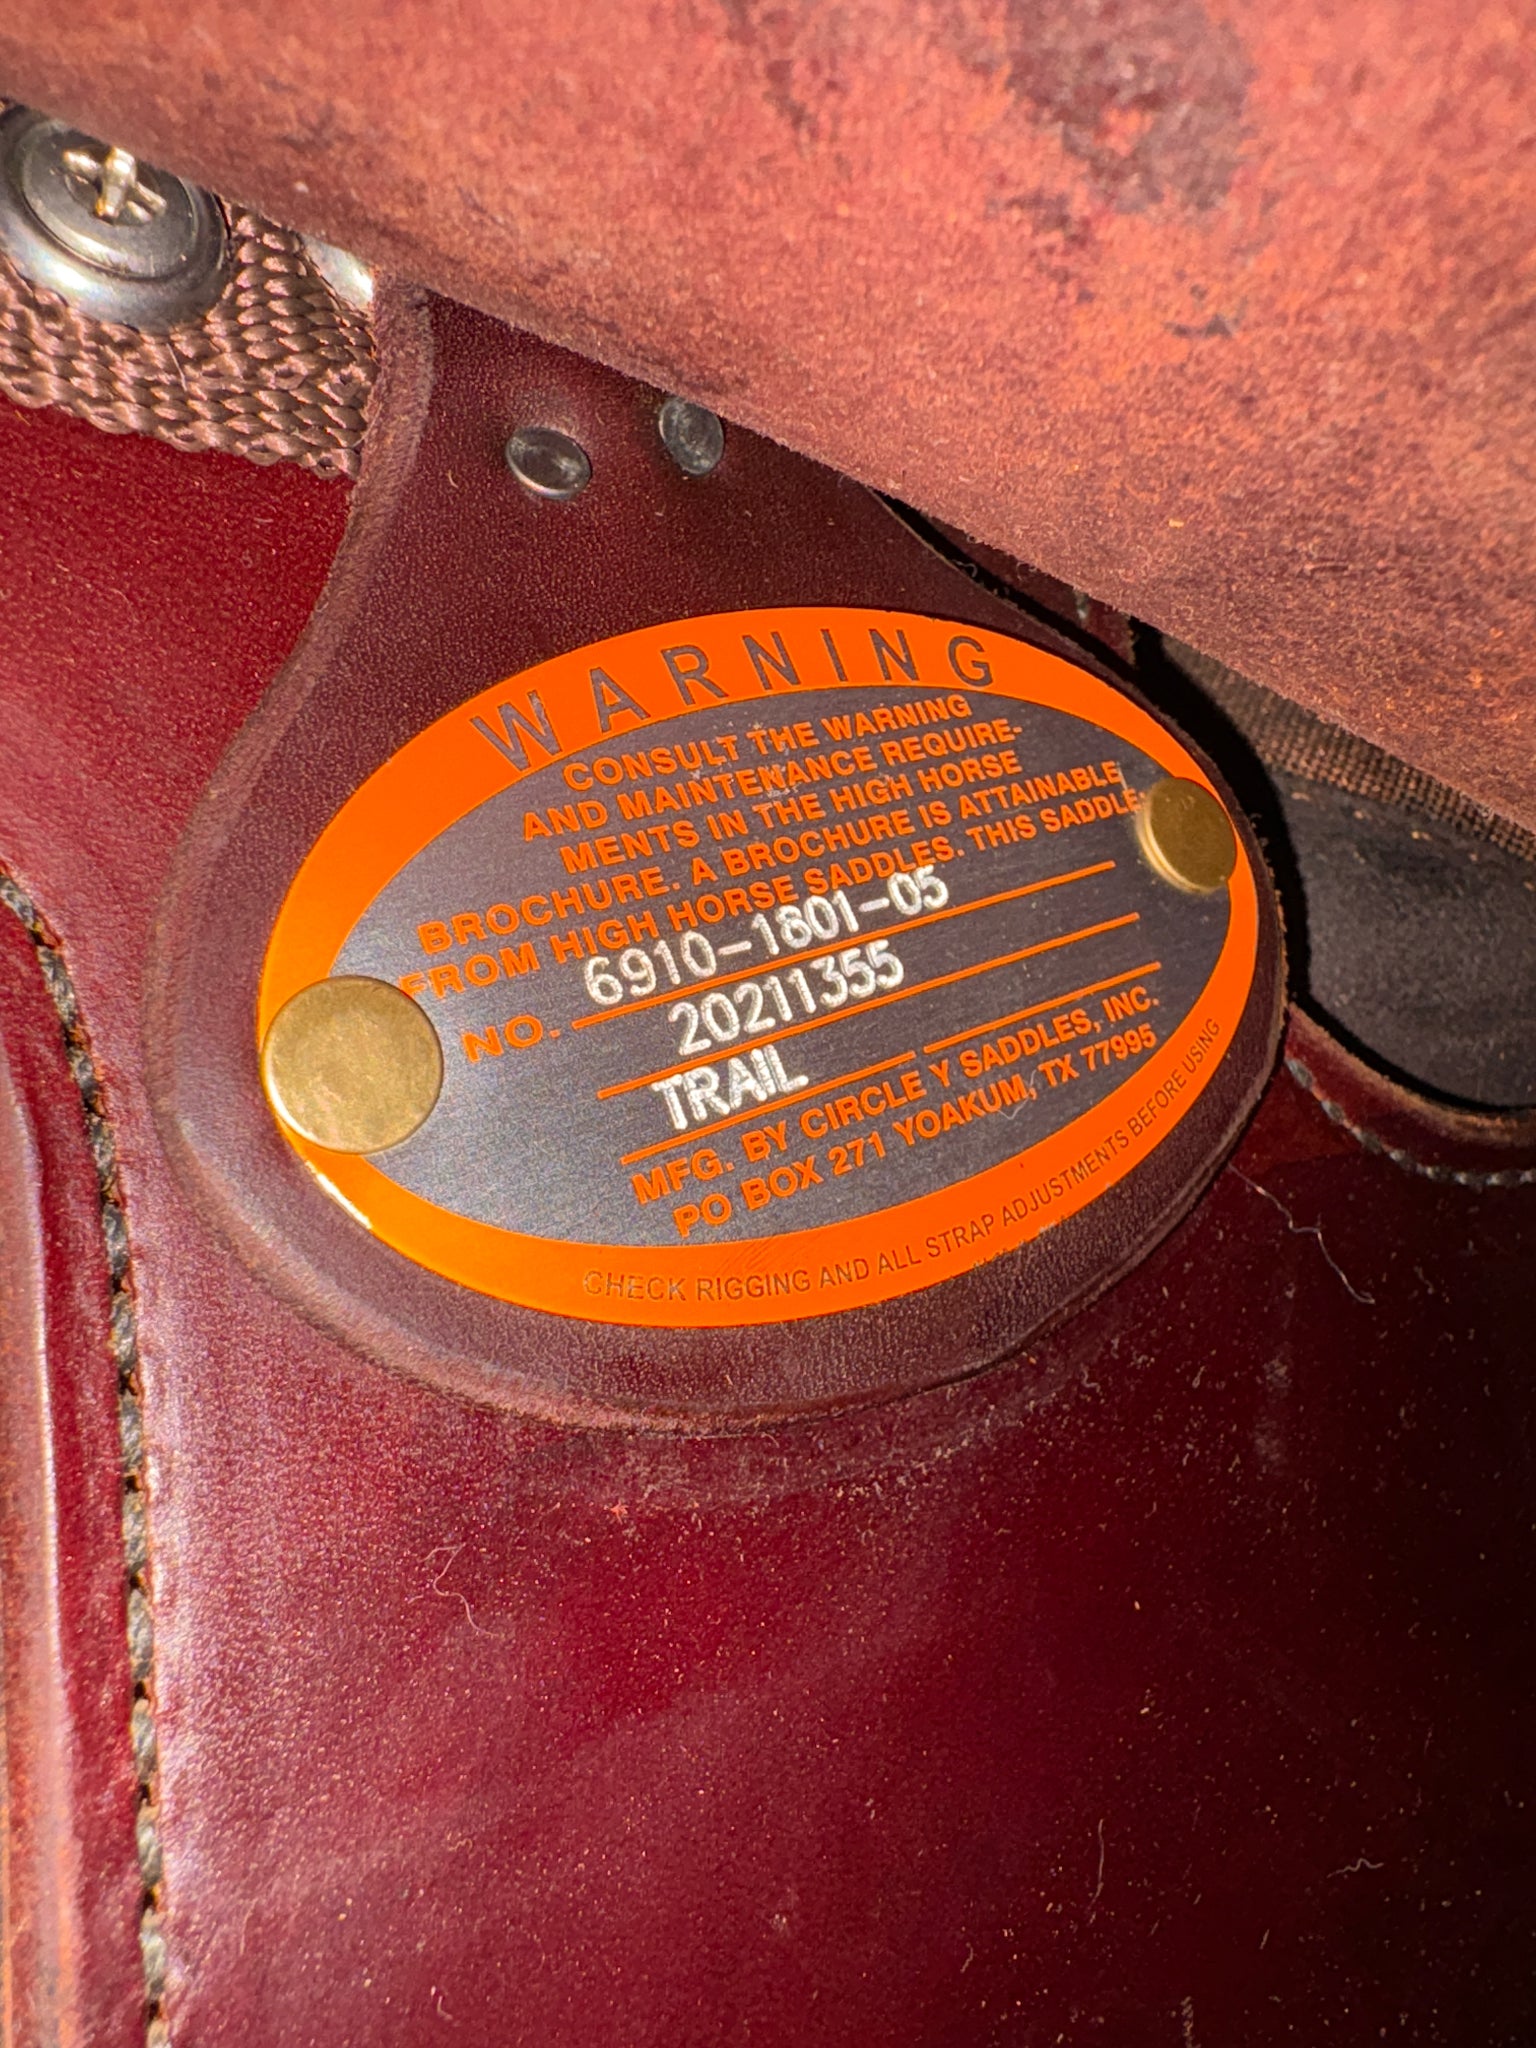 WARNING
CONSULT THE WARNING
AND MAINTENANCE REQUIRE-
MENTS IN THE HIGH HORSE
BROCHURE. A BROCHURE IS ATTAINABLE
FROM HIGH HORSE SADDLES. THIS SADDLE
6910-1801-05
NO.
20211355
TRAIL
MFG. BY CIRCLE Y SADDLES, INC.
PO BOX 271 YOAKUM, TX 77995
CHECK RIGGING AND ALL STRAP ADJUSTMENTS BEFORE USING